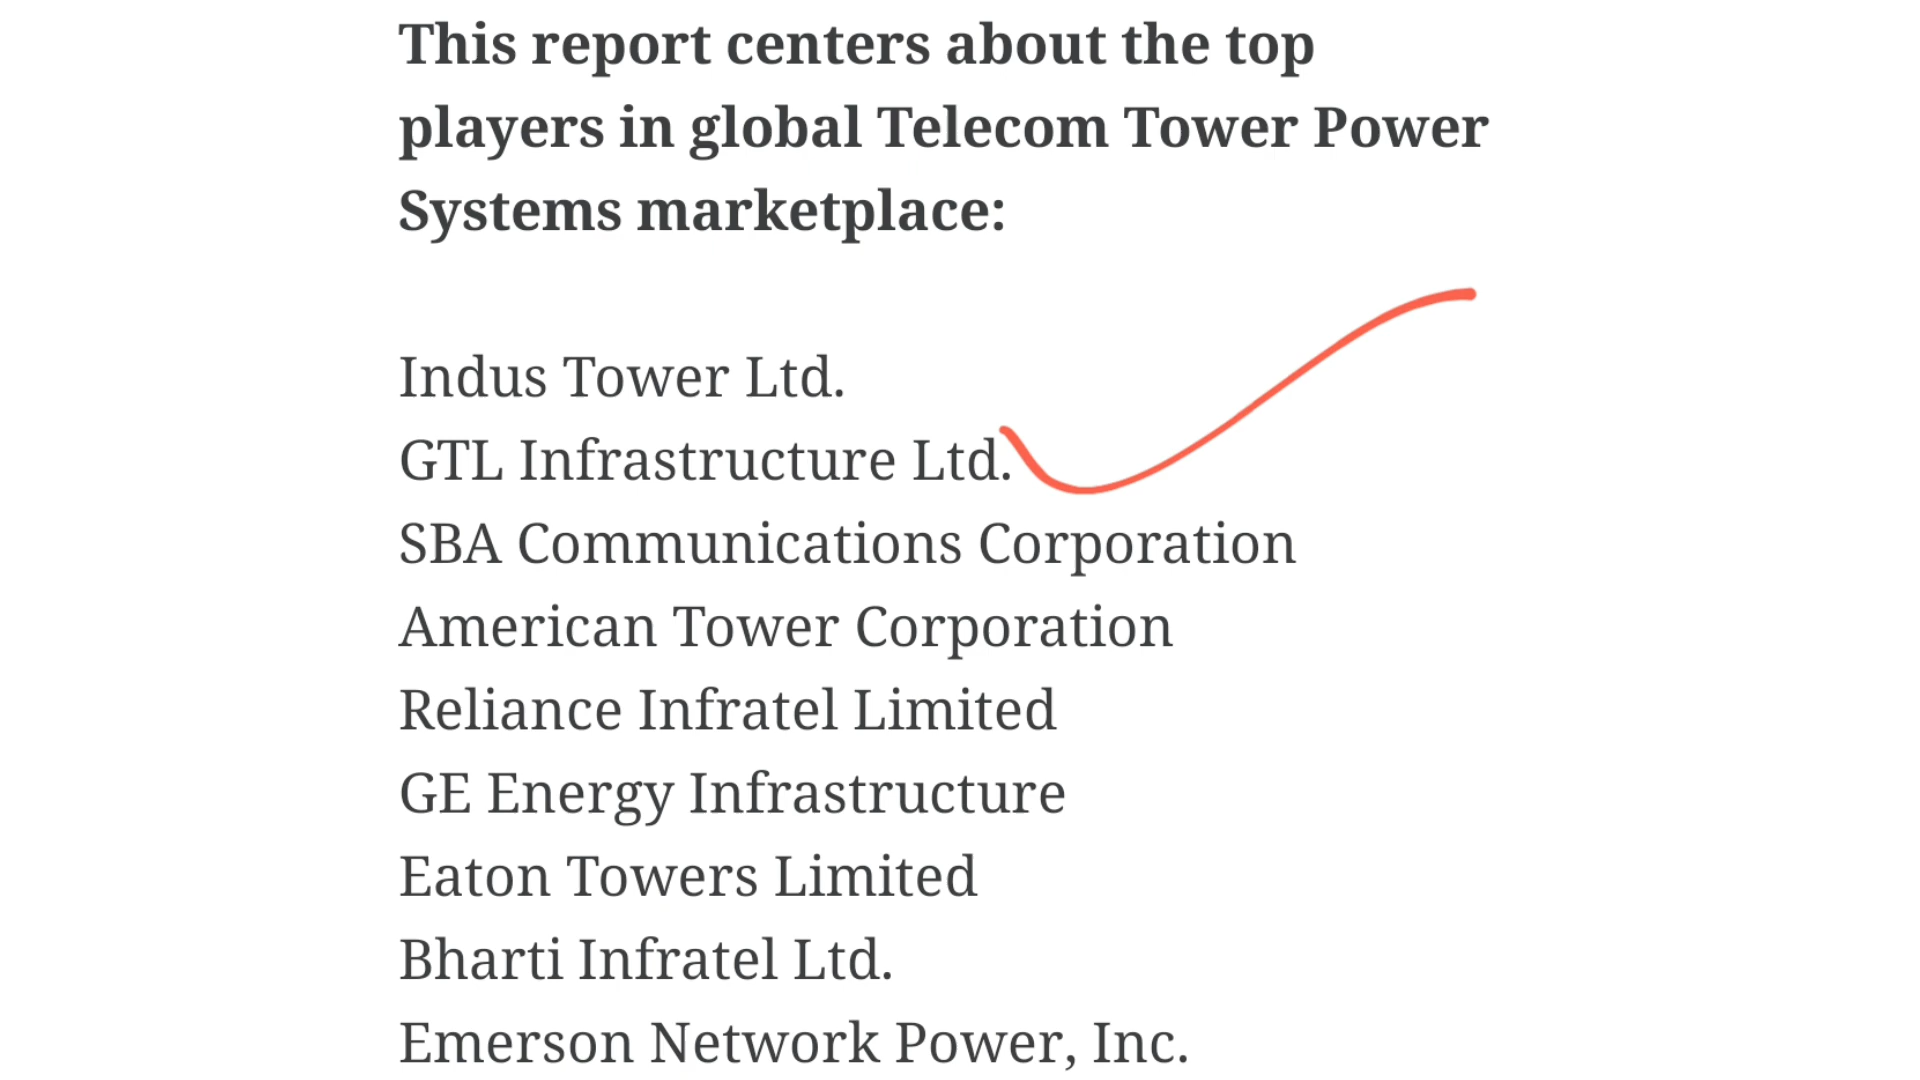 This report centers about the top
players in global Telecom Tower Power
Systems marketplace:
Indus Tower Ltd.
GTL Infrastructure Ltd.
SBA Communications Corporation
American Tower Corporation
Reliance Infratel Limited
GE Energy Infrastructure
Eaton Towers Limited
Bharti Infratel Ltd.
Emerson Network Power, Inc.